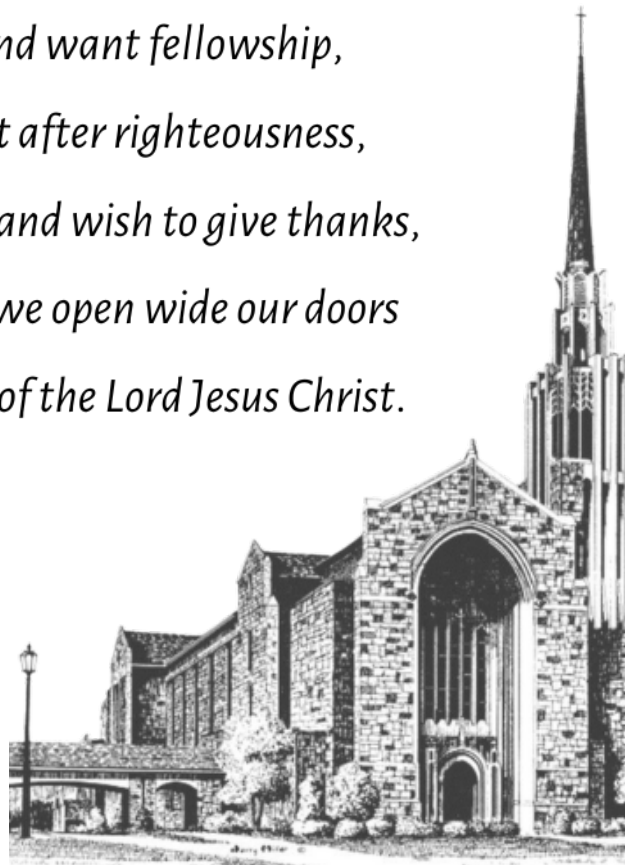 nd want fellowship,
t after righteousness,
and wish to give thanks,
we open wide our doors
of the Lord Jesus Christ.